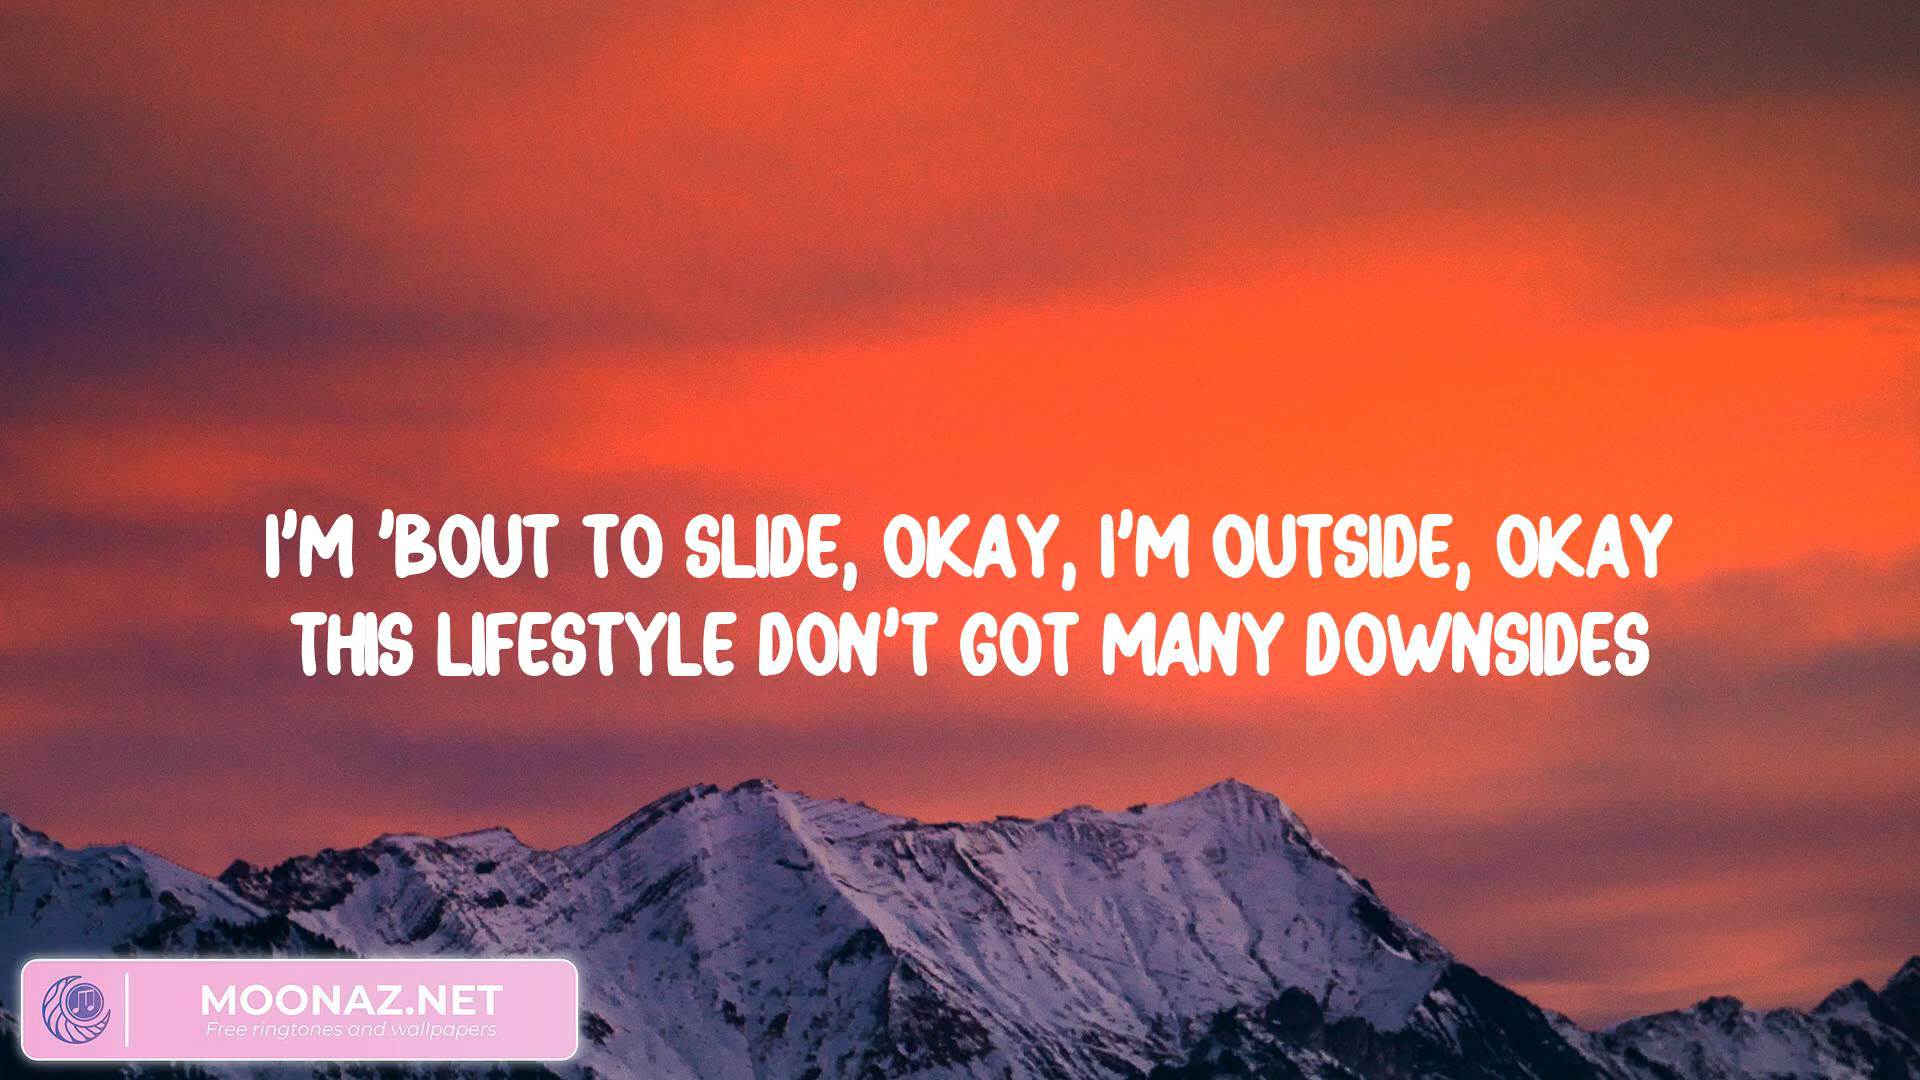 I'M 'BOUT TO SLIDE, OKAY, I'M OUTSIDE, OKAY
THIS LIFESTYLE DON'T GOT MANY DOWNSIDES
MOONAZ.NET
Free ringtones and wallpapers